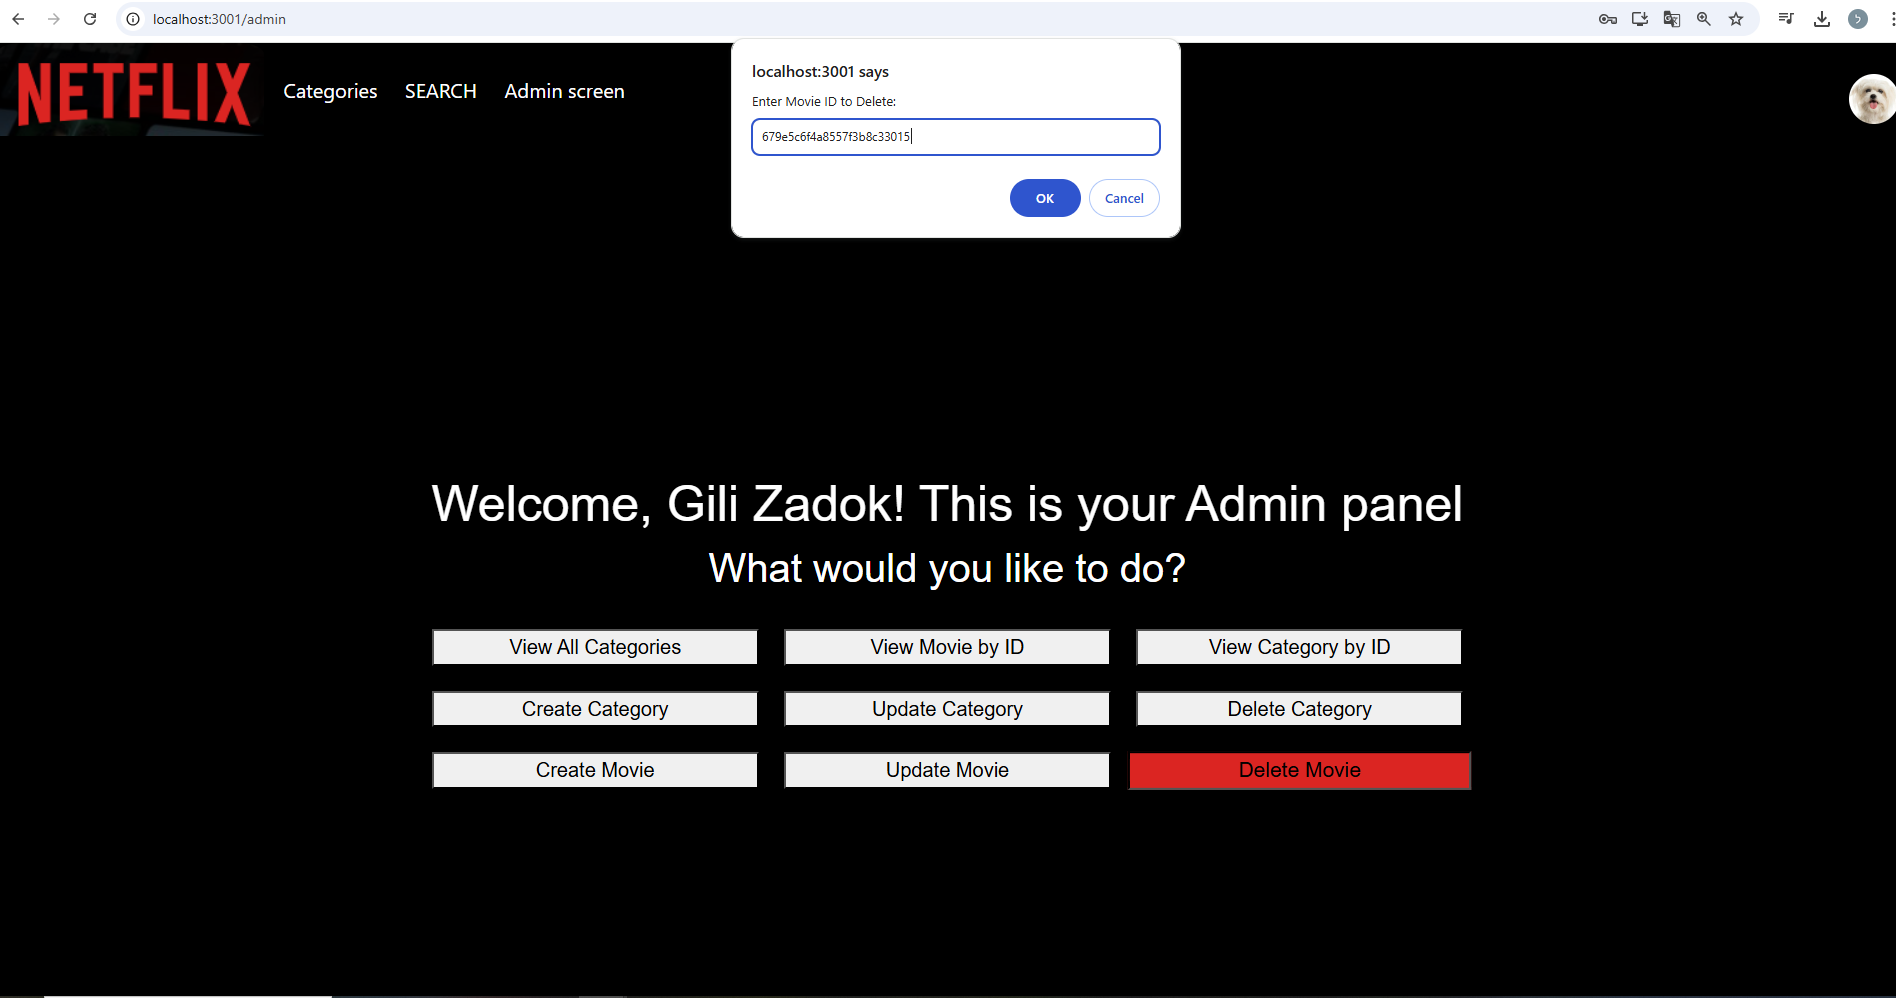 localhost:3001/admin
NETFLIX
Categories
SEARCH
Admin screen
localhost:3001 says
Enter Movie ID to Delete:
679e5c6f4a8557f3b8c33015
OK
Cancel
Welcome, Gili Zadok! This is your Admin panel
What would you like to do?
View All Categories
View Movie by ID
View Category by ID
Create Category
Update Category
Delete Category
Create Movie
Update Movie
Delete Movie